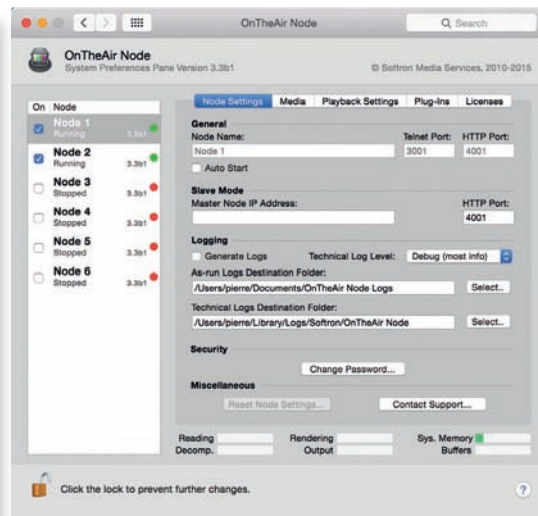 OnTheAir Node
Search
OnTheAir Node
System Preferences Pane Version 3.3b1
© Softron Media Services, 2010-2015
On Node
Node 1
Running 3.3b1
Node 2
Running 3.3b1
Node 3
Stopped 3.3b1
Node 4
Stopped 3.3b1
Node 5
Stopped 3.3b1
Node 6
Stopped 3.3b1
Node Settings Media Playback Settings Plug-Ins Licenses
General
Node Name: Telnet Port: HTTP Port:
Node 1 3001 4001
Auto Start
Slave Mode
Master Node IP Address: HTTP Port:
4001
Logging
Generate Logs Technical Log Level: Debug (most info)
As-run Logs Destination Folder:
/Users/pierre/Documents/OnTheAir Node Logs Select...
Technical Logs Destination Folder:
/Users/pierre/Library/Logs/Softron/OnTheAir Node Select...
Security
Change Password...
Miscellaneous
Reset Node Settings... Contact Support...
Reading Rendering Sys. Memory
Decomp. Output Buffers
Click the lock to prevent further changes.
?